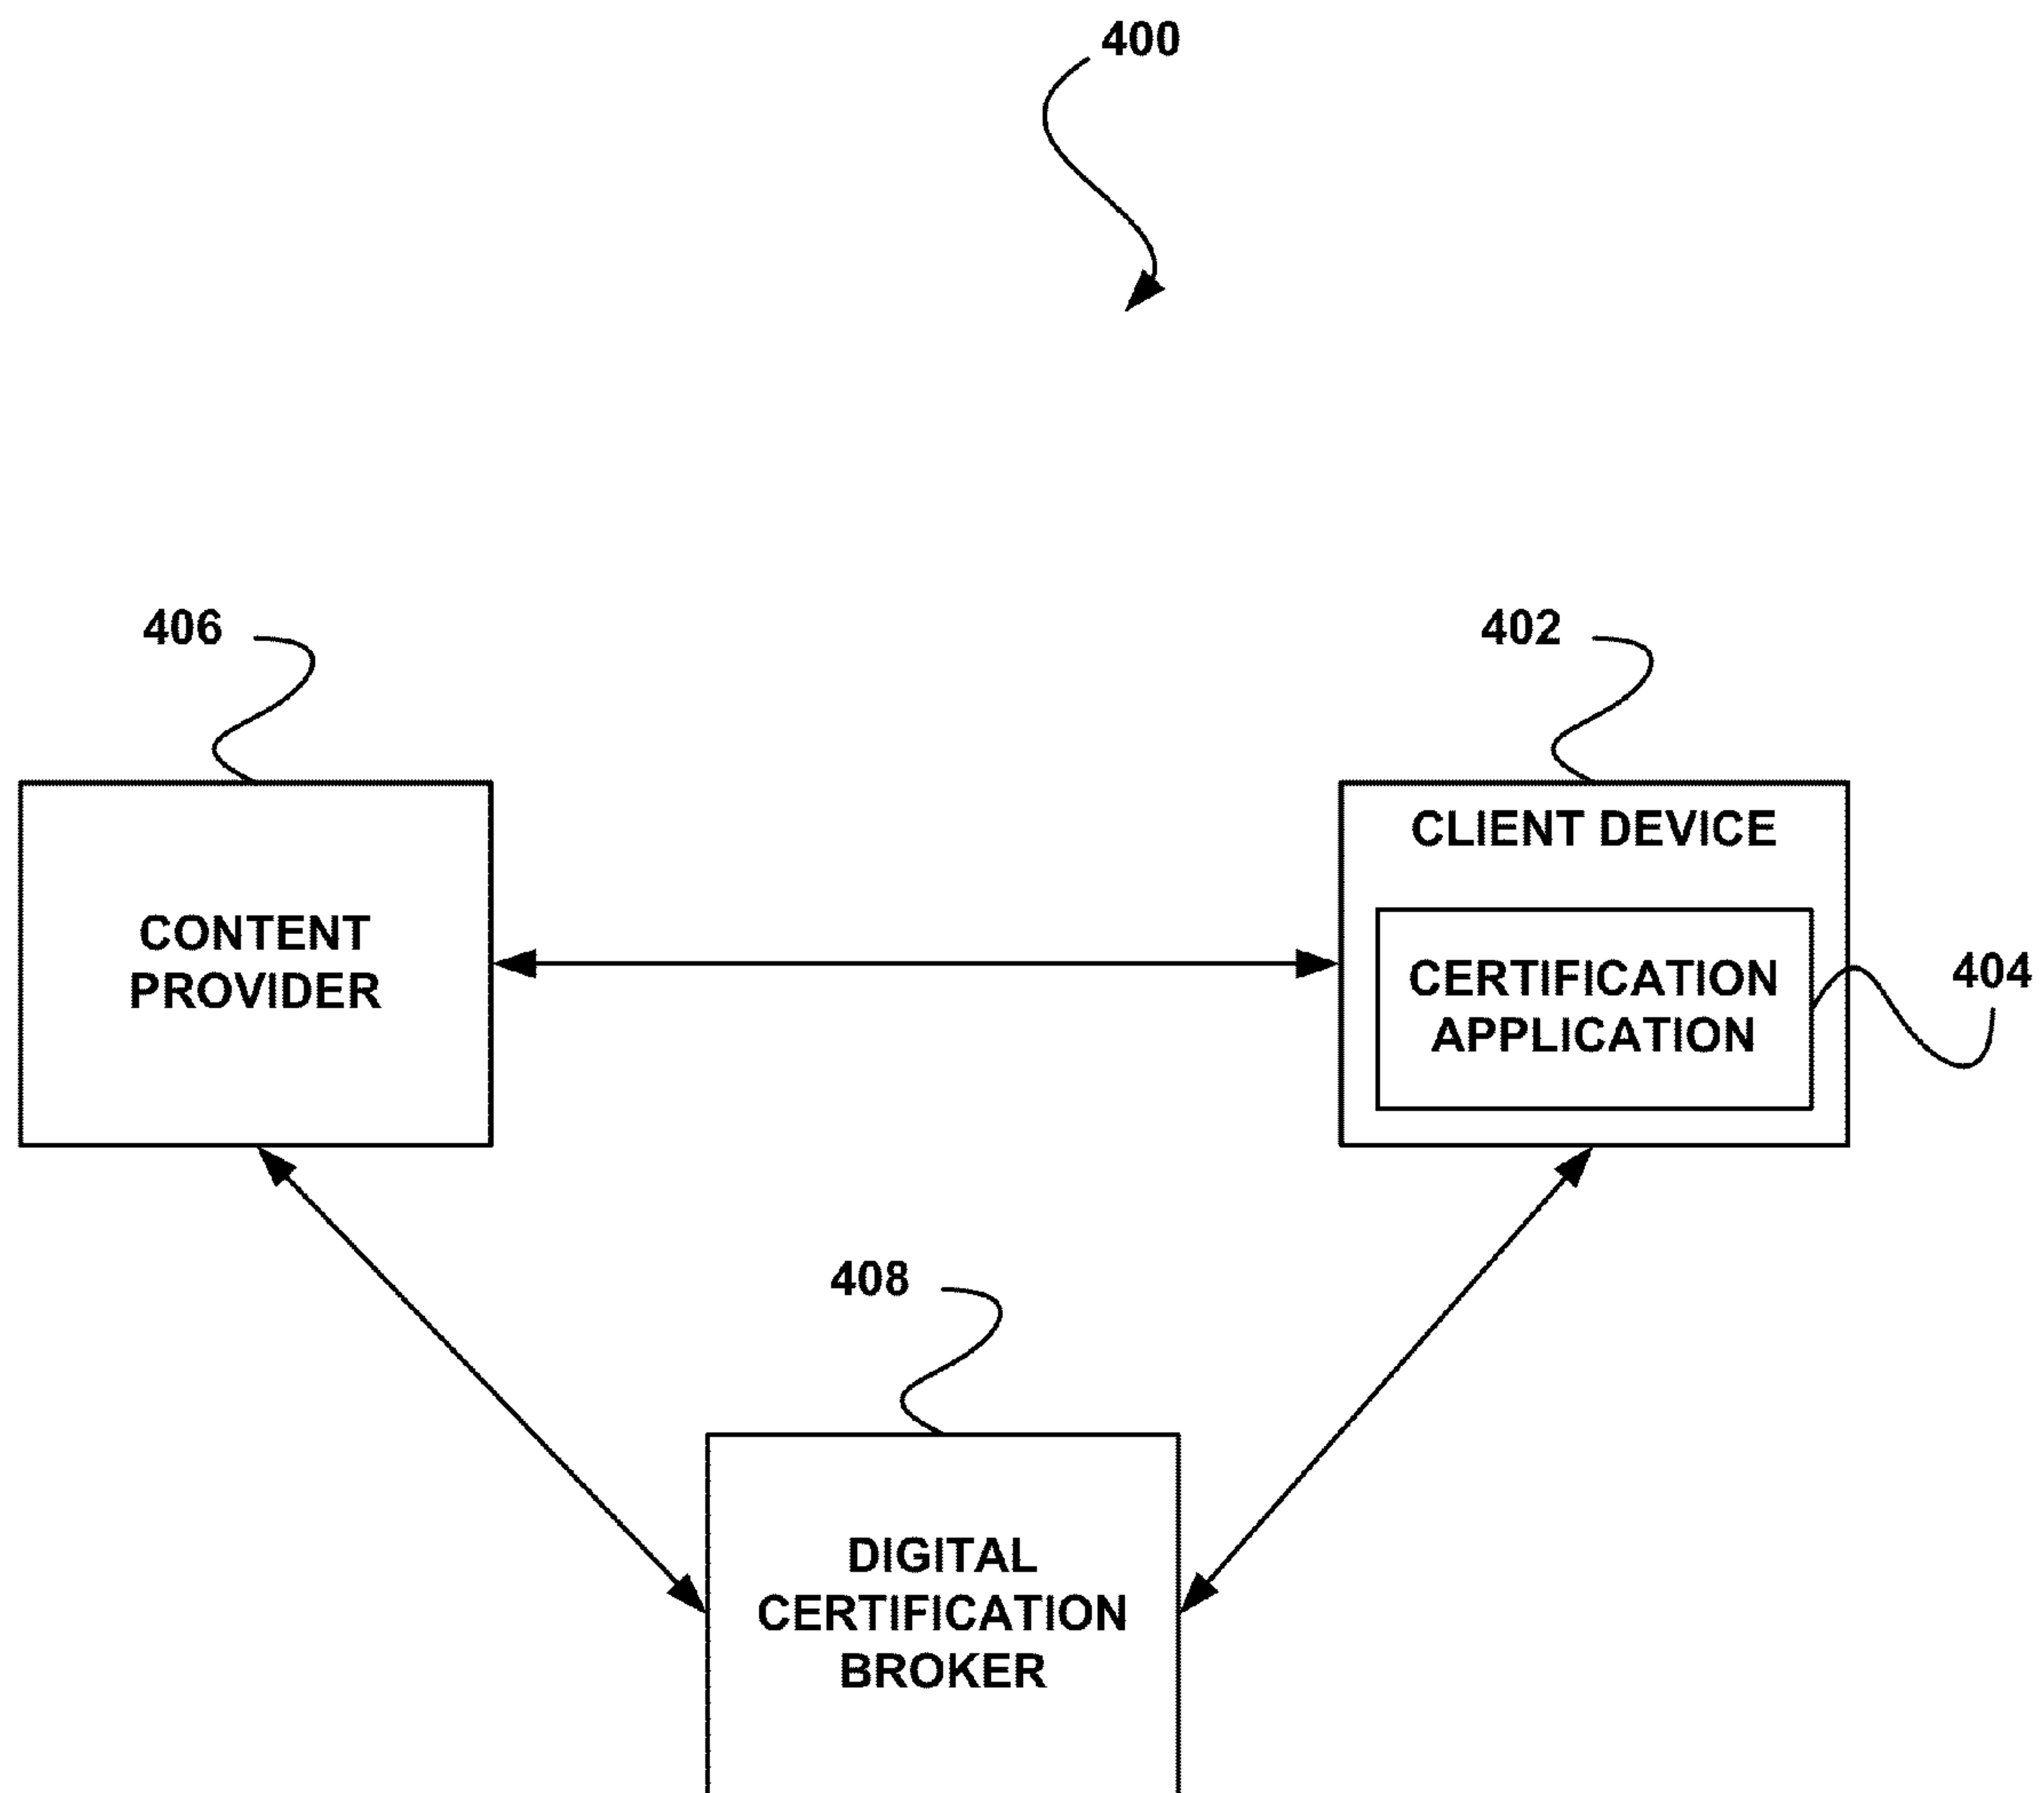 400
406
402
CLIENT DEVICE
CONTENT
PROVIDER
CERTIFICATION
APPLICATION
404
408
DIGITAL
CERTIFICATION
BROKER